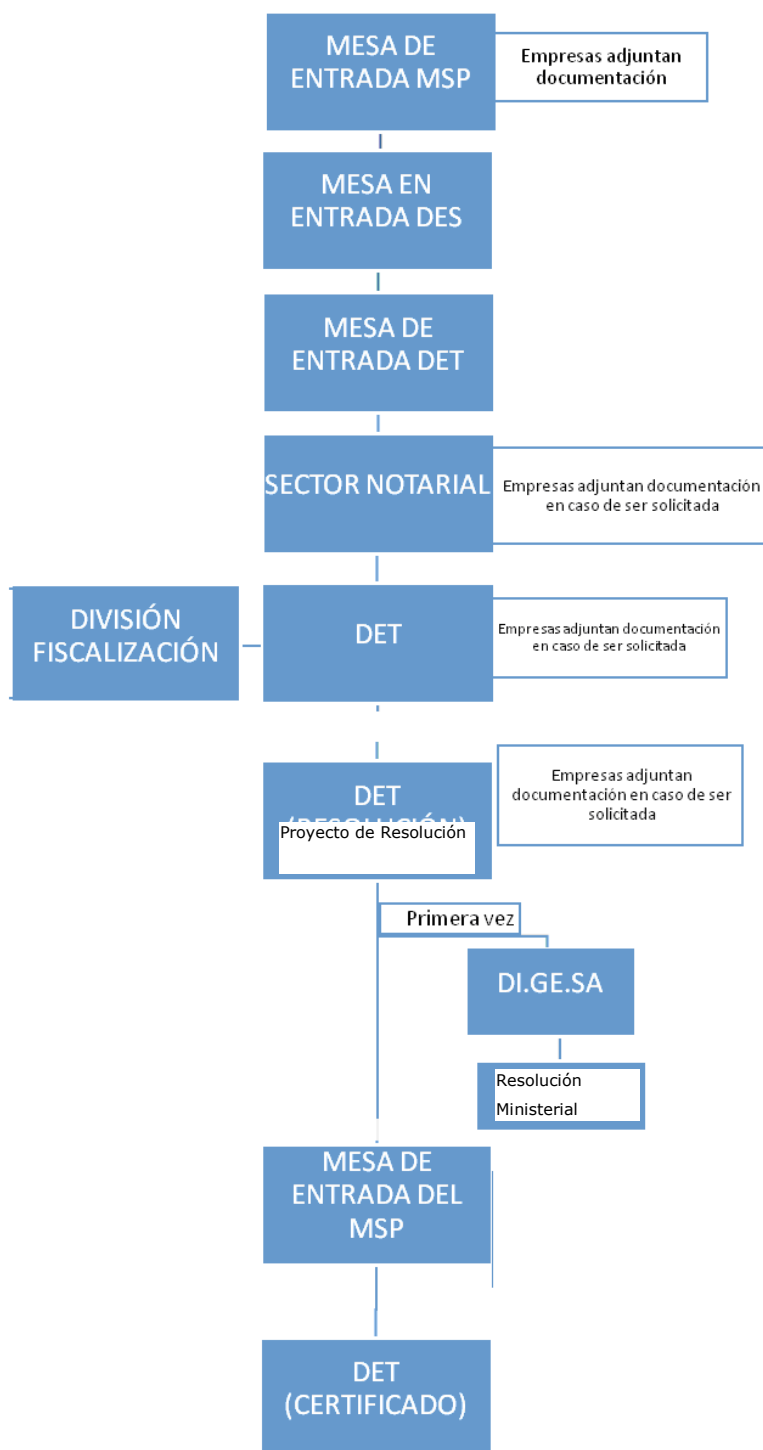 MESA DE
ENTRADA MSP
Empresas adjuntan
documentación
MESA EN
ENTRADA DES
MESA DE
ENTRADA DET
SECTOR NOTARIAL
Empresas adjuntan documentación
en caso de ser solicitada
DIVISIÓN
FISCALIZACIÓN
DET
Empresas adjuntan documentación
en caso de ser solicitada
DET
(RESOLUCIÓN)
Proyecto de Resolución
Empresas adjuntan
documentación en caso de ser
solicitada
Primera vez
DI.GE.SA
Resolución
Ministerial
MESA DE
ENTRADA DEL
MSP
DET
(CERTIFICADO)